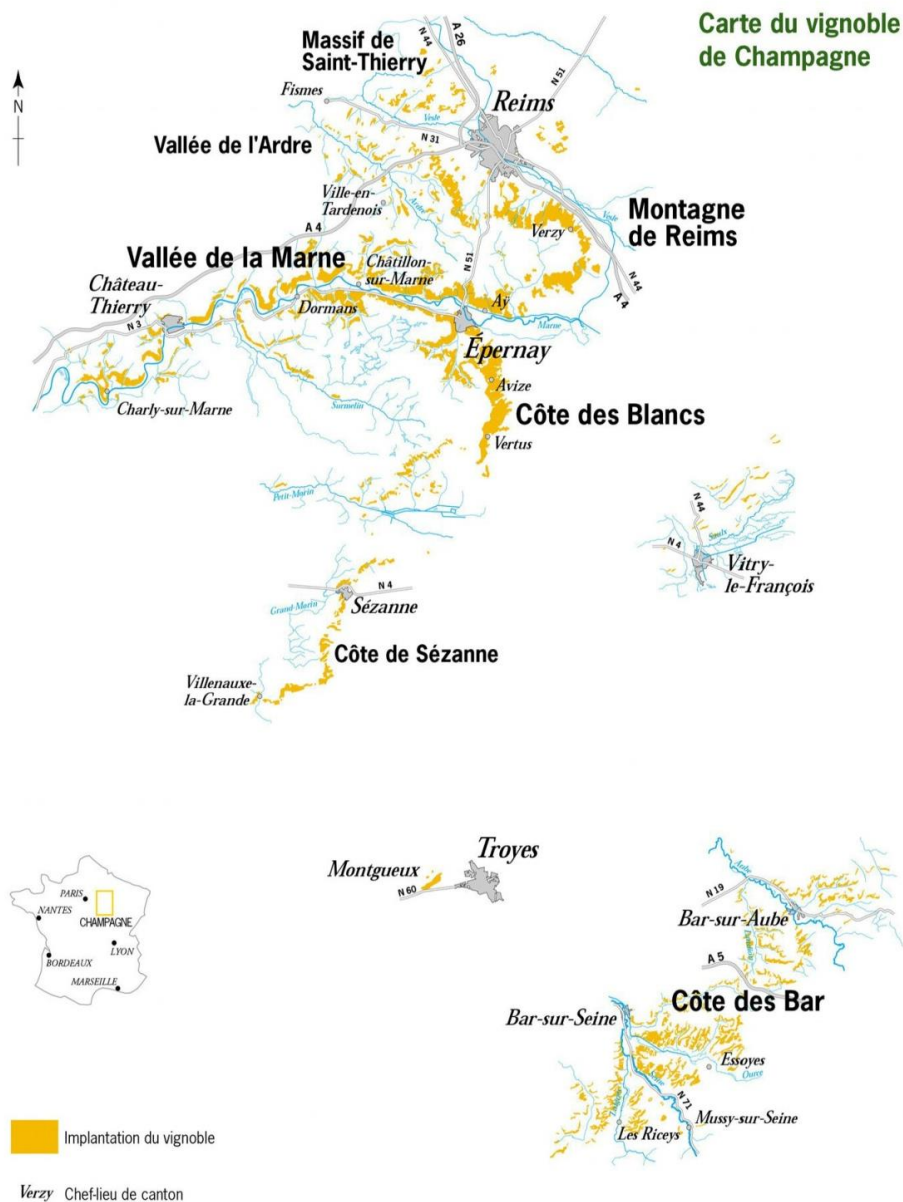 Carte du vignoble
de Champagne
N
Massif de
Saint-Thierry
N 44
A 26
N 51
Fismes
Reims
Vesle
N 31
Vallée de l'Ardre
Ville-en-
Tardenois
Ardre
Montagne
de Reims
Vesle
Verzy
A 4
N 51
N 44
A 4
Vallée de la Marne
Châtillon-
sur-Marne
Château-
Thierry
Aÿ
Dormans
N 3
Marne
Épernay
Avize
Charly-sur-Marne
Surmelin
Côte des Blancs
Vertus
Petit-Morin
N 44
Saulx
N 4
Vitry-
le-François
N 4
Grand-Morin
Sézanne
Côte de Sézanne
Villenauxe-
la-Grande
Troyes
Montgueux
N 60
Aube
N 19
Bar-sur-Aube
A 5
Côte des Bar
Bar-sur-Seine
Essoyes
Ource
Seine
N 71
Mussy-sur-Seine
Les Riceys
PARIS
NANTES
CHAMPAGNE
LYON
BORDEAUX
MARSEILLE
Implantation du vignoble
Verzy Chef-lieu de canton